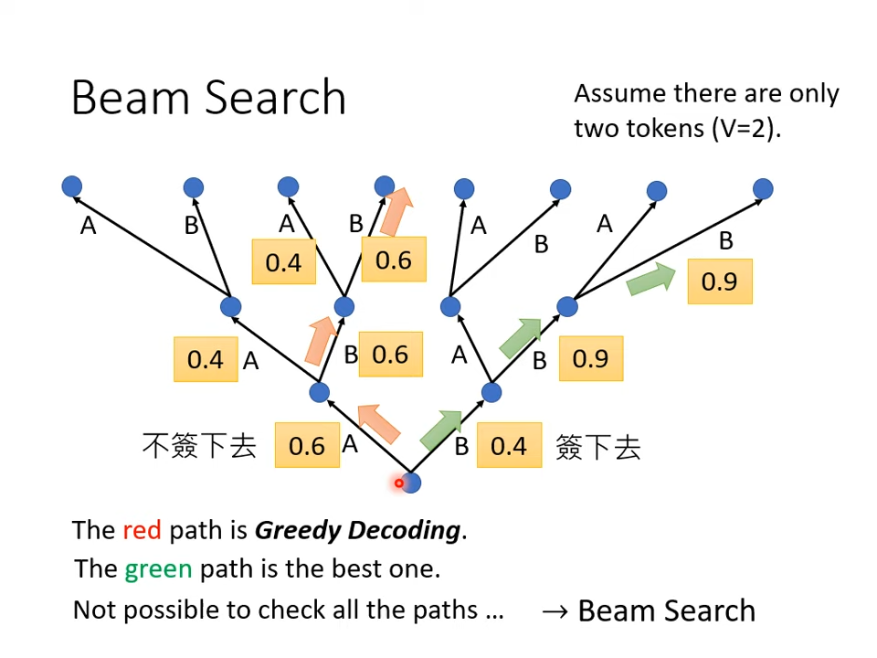 Beam Search
Assume there are only
two tokens (V=2).
A
B
A
B
A
B
A
B
0.4
0.6
0.9
0.4
A
B
0.6
A
B
0.9
不簽下去
0.6
A
B
0.4
簽下去
The red path is Greedy Decoding.
The green path is the best one.
Not possible to check all the paths …
→ Beam Search